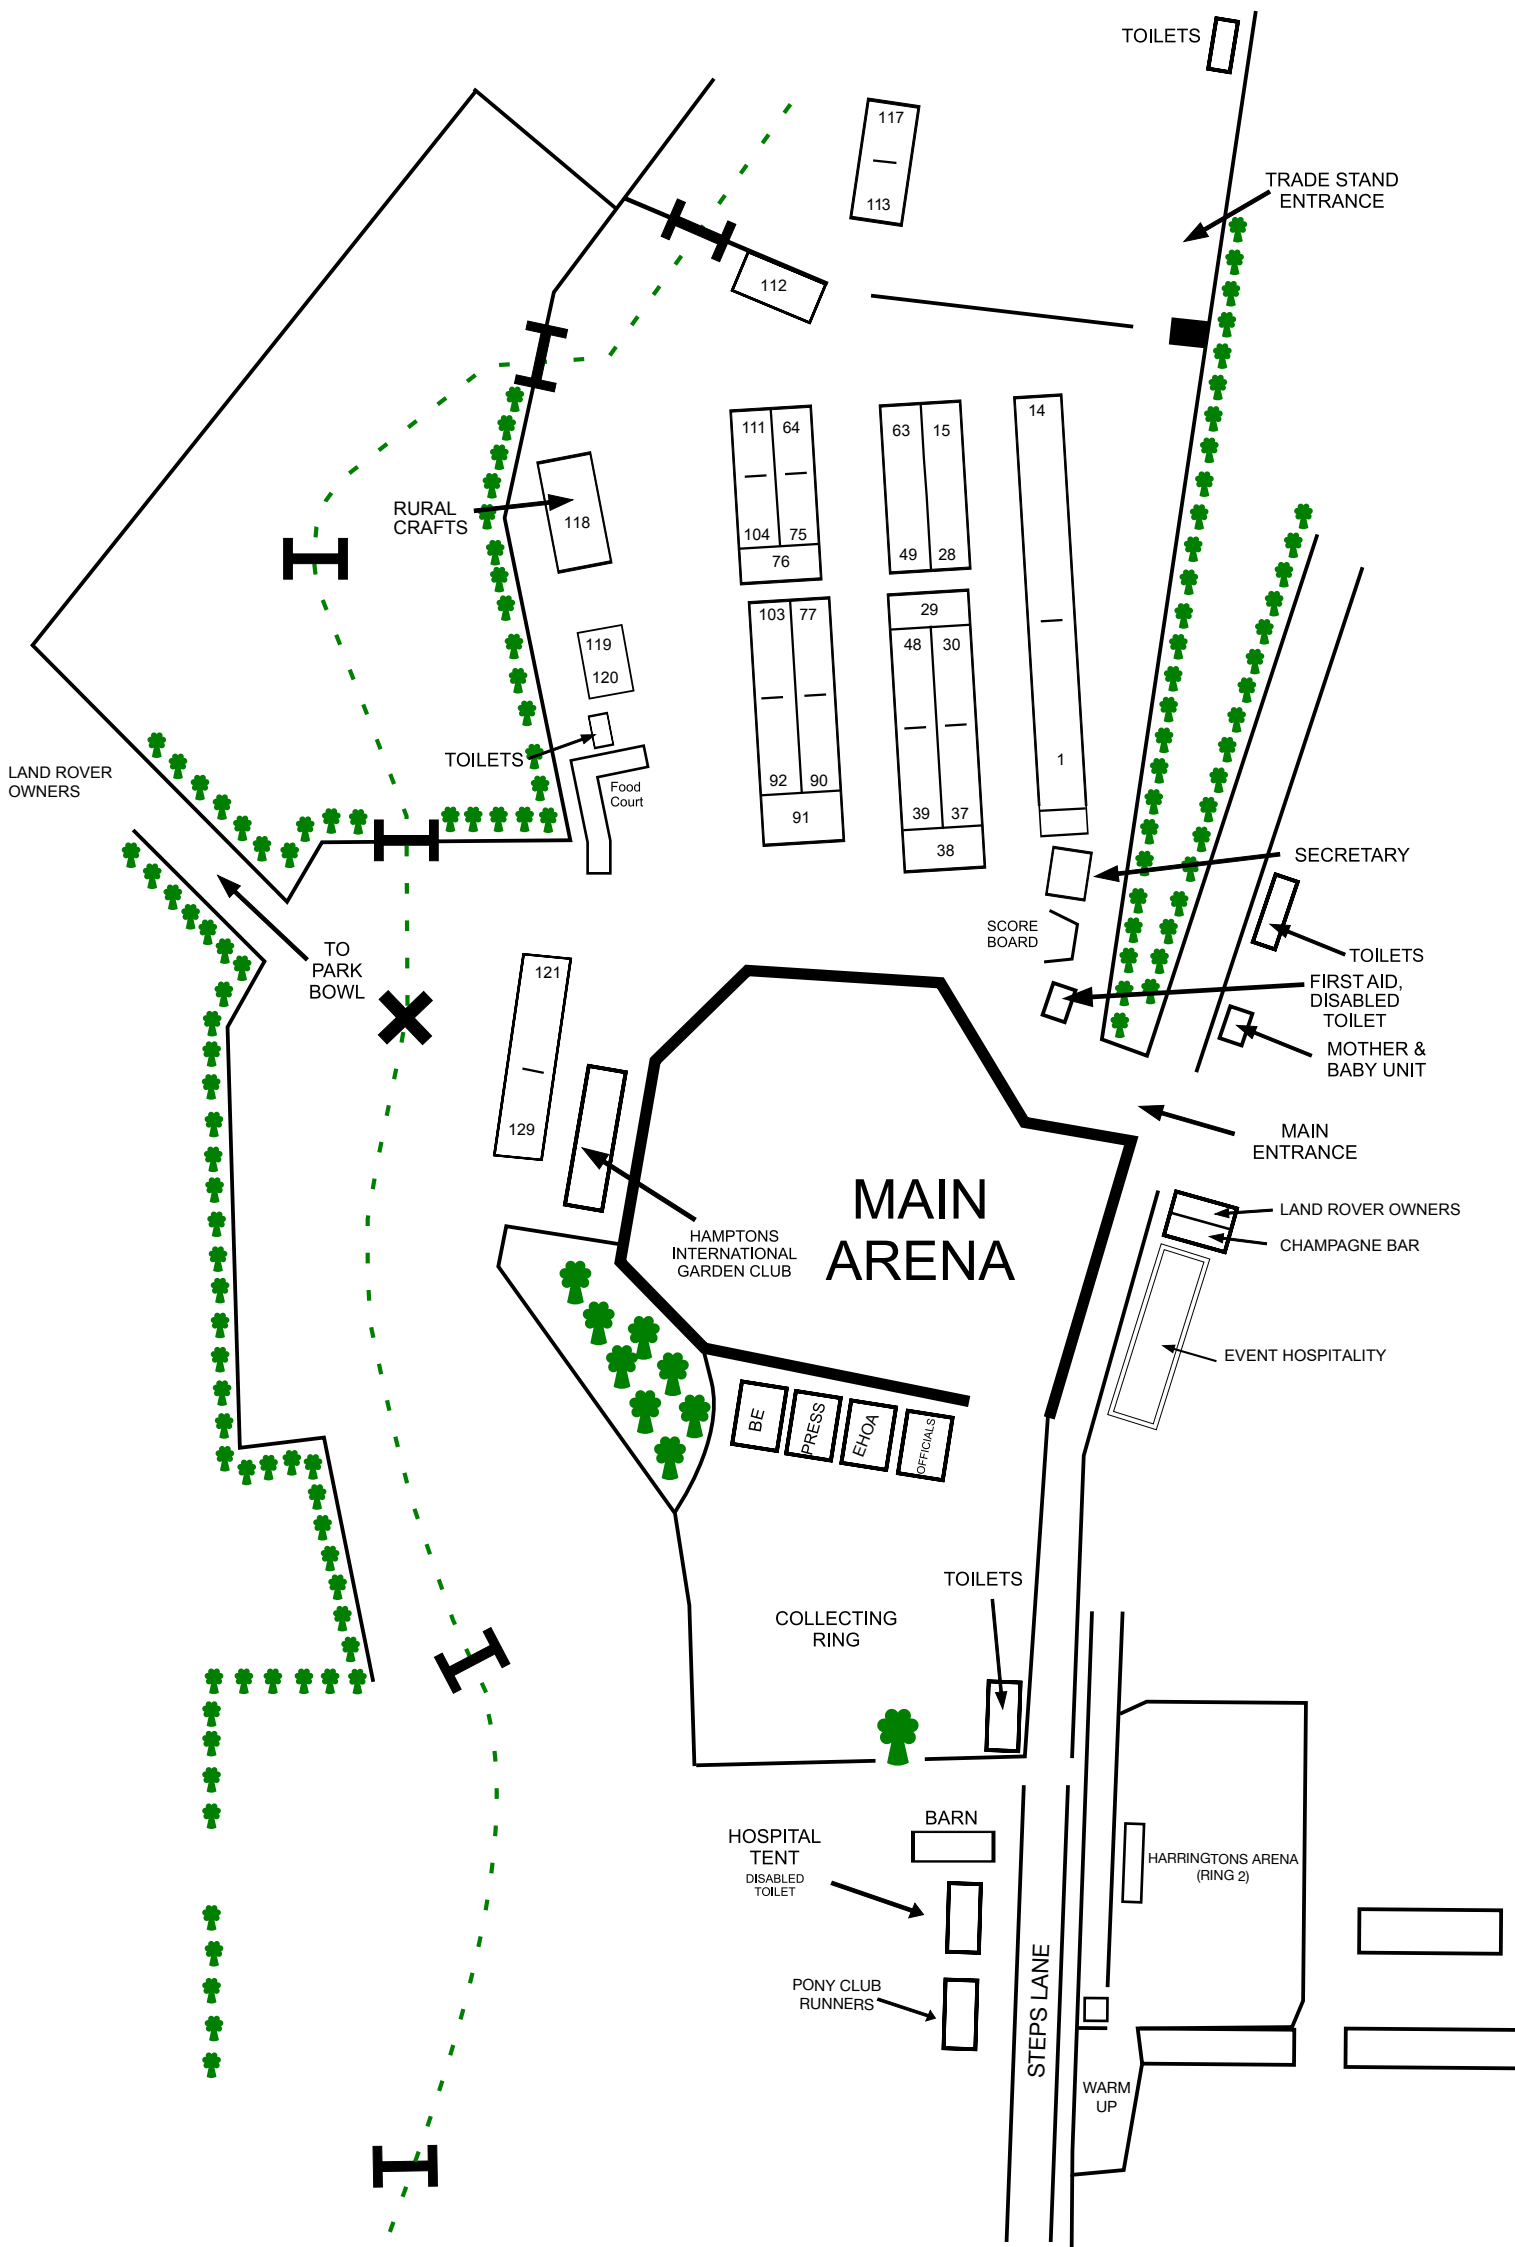 TOILETS
117
113
TRADE STAND
ENTRANCE
112
111
64
63
15
14
RURAL
CRAFTS
118
104
75
49
28
76
103
77
29
119
48
30
120
TOILETS
LAND ROVER
OWNERS
Food
Court
92
90
1
91
39
37
38
SECRETARY
SCORE
BOARD
TO
PARK
BOWL
121
TOILETS
FIRST AID,
DISABLED
TOILET
MOTHER &
BABY UNIT
129
MAIN
ENTRANCE
MAIN
ARENA
HAMPTONS
INTERNATIONAL
GARDEN CLUB
LAND ROVER OWNERS
CHAMPAGNE BAR
EVENT HOSPITALITY
BE
PRESS
EHOA
OFFICIALS
TOILETS
COLLECTING
RING
BARN
HOSPITAL
TENT
DISABLED
TOILET
HARRINGTONS ARENA
(RING 2)
PONY CLUB
RUNNERS
STEPS LANE
WARM
UP